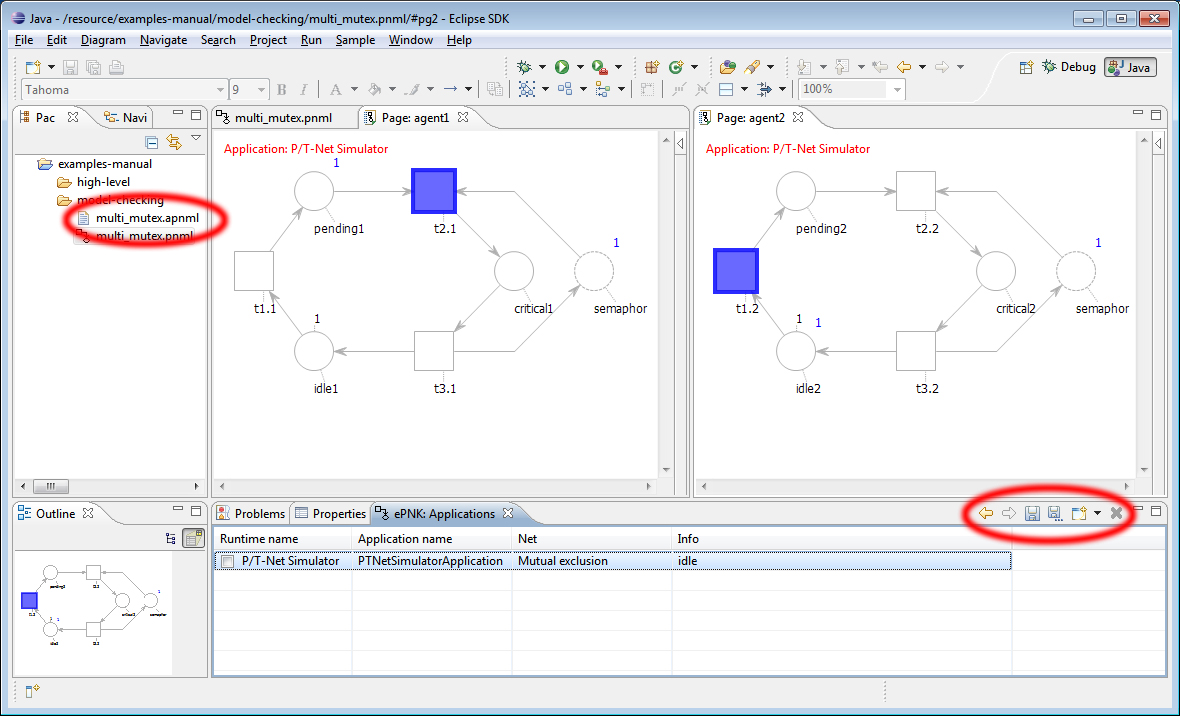 Java - /resource/examples-manual/model-checking/multi_mutex.pnml/#pg2 - Eclipse SDK
File Edit Diagram Navigate Search Project Run Sample Window Help
Debug Java
Tahoma 9 B I A 100%
Pac Navi
examples-manual
high-level
model-checking
multi_mutex.apnml
multi_mutex.pnml
multi_mutex.pnml Page: agent1
Application: P/T-Net Simulator
1
pending1 t2.1
1
t1.1 critical1 semaphor
1
idle1 t3.1
Page: agent2
Application: P/T-Net Simulator
pending2 t2.2
1
t1.2 critical2 semaphor
1 1
idle2 t3.2
Outline
Problems Properties ePNK: Applications
Runtime name Application name Net Info
P/T-Net Simulator PTNetSimulatorApplication Mutual exclusion idle